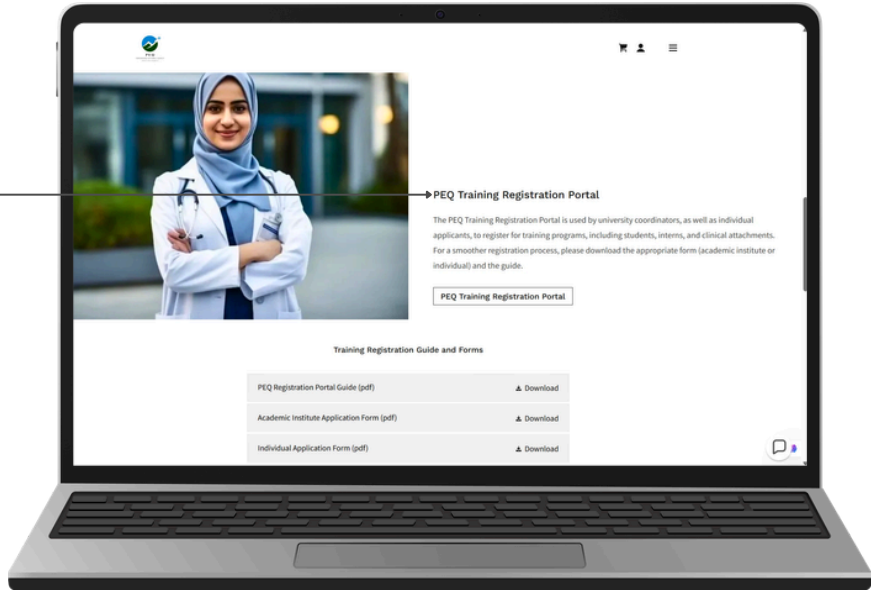 PEQ Training Registration Portal
The PEQ Training Registration Portal is used by university coordinators, as well as individual
applicants, to register for training programs, including students, interns, and clinical attachments.
For a smoother registration process, please download the appropriate form (academic institute or
individual) and the guide.
PEQ Training Registration Portal
Training Registration Guide and Forms
PEQ Registration Portal Guide (pdf) Download
Academic Institute Application Form (pdf) Download
Individual Application Form (pdf) Download